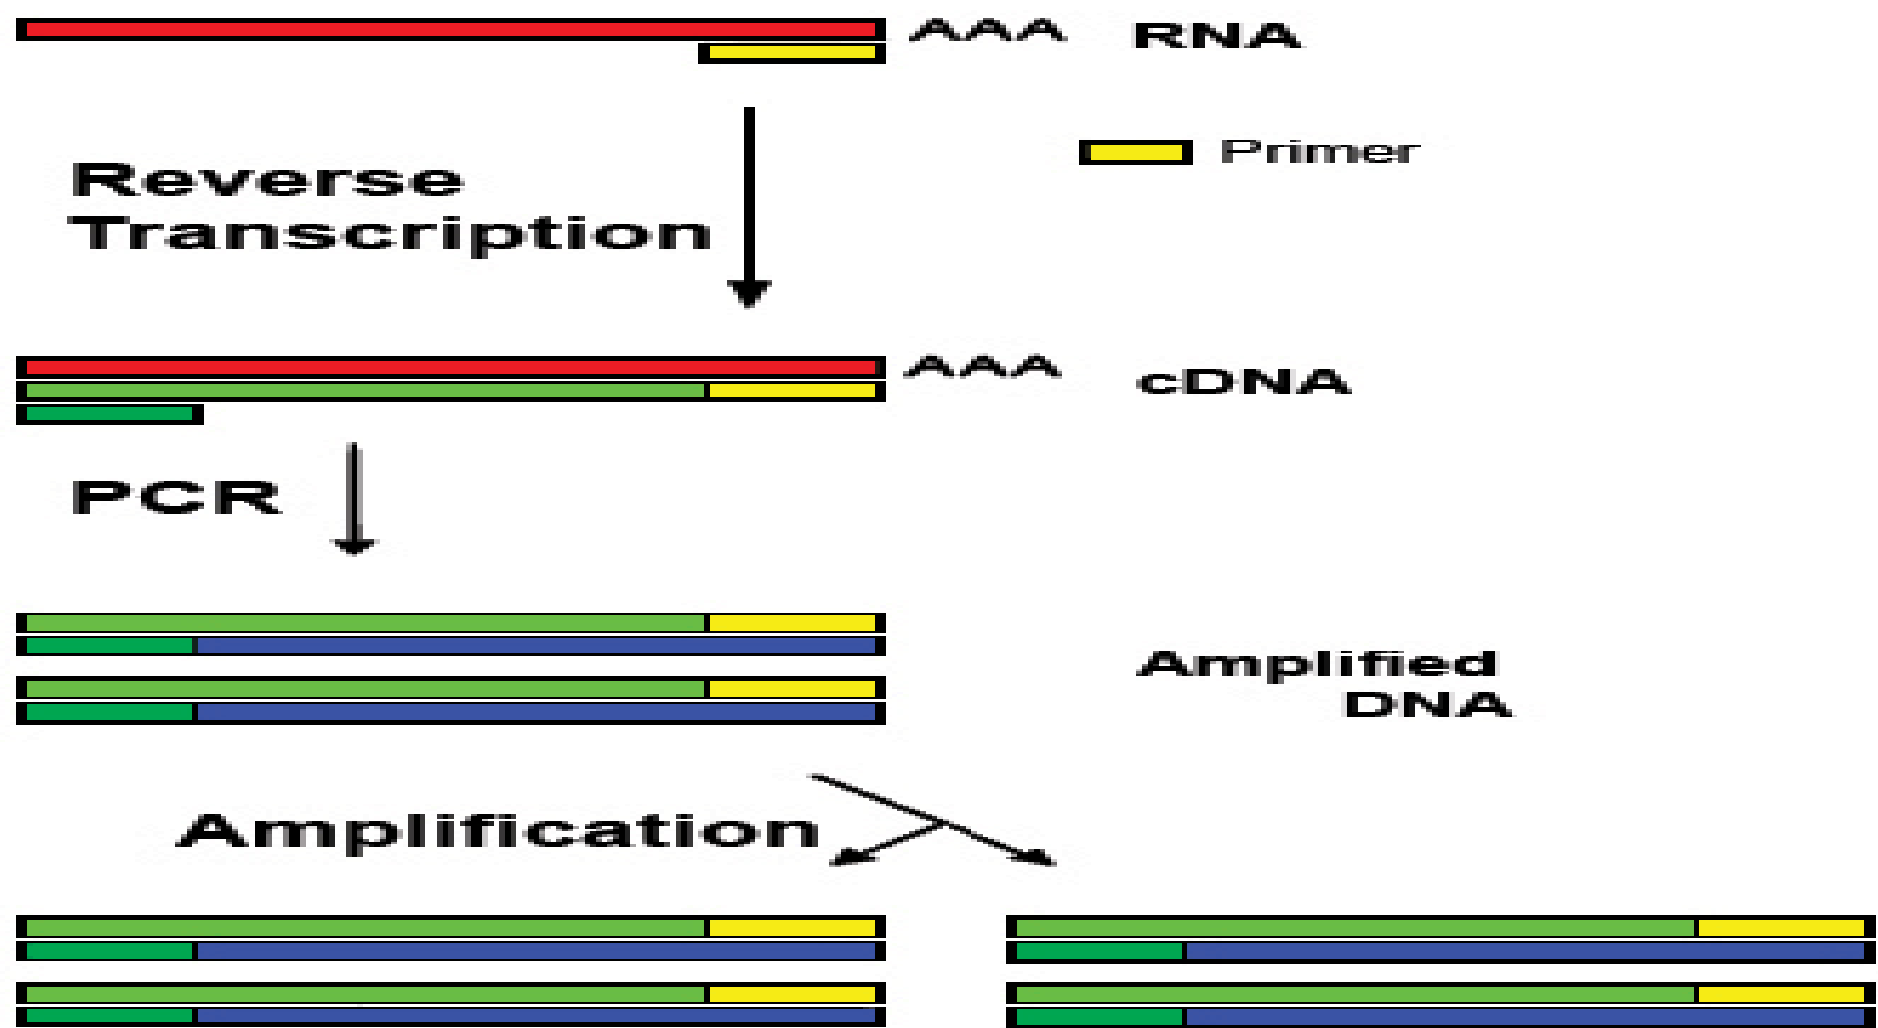 AAA RNA
Primer
Reverse
Transcription
AAA cDNA
PCR
Amplified
DNA
Amplification